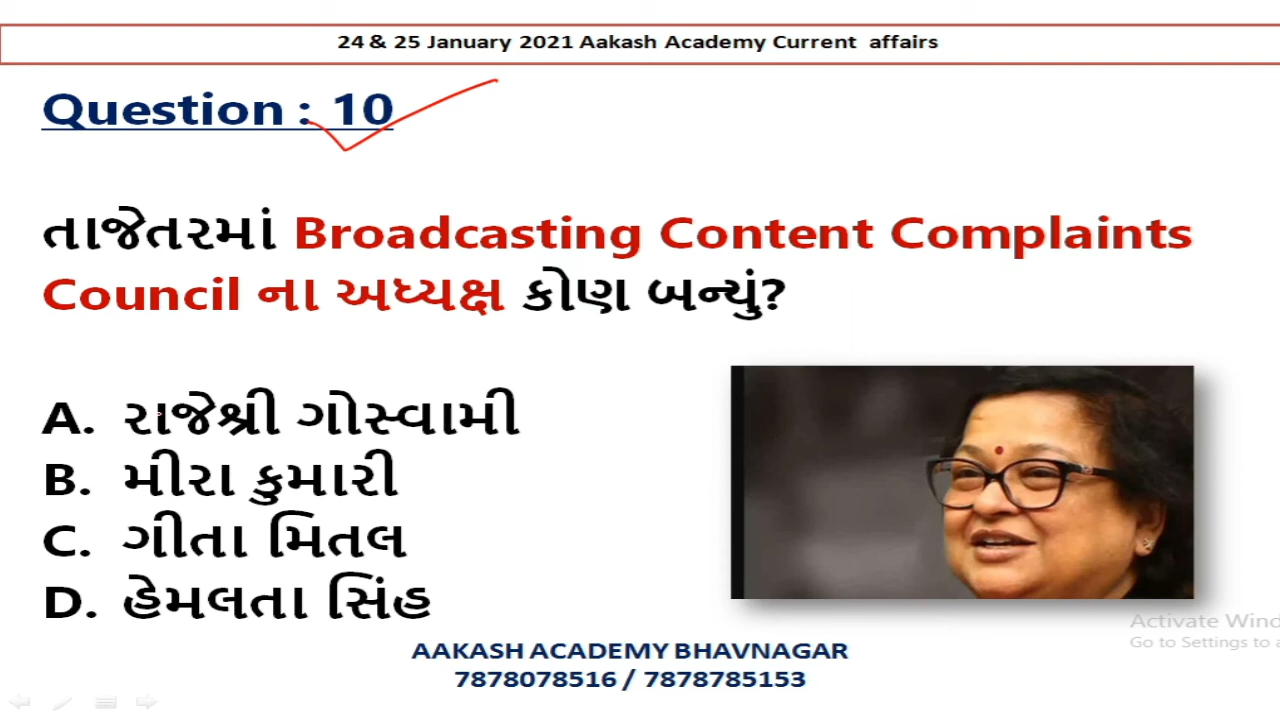 24 & 25 January 2021 Aakash Academy Current affairs
Question : 10
તાજેતરમાં Broadcasting Content Complaints
Council ના અધ્યક્ષ કોણ બન્યું?
A. રાજેશ્રી ગોસ્વામી
B. મીરા કુમારી
C. ગીતા મિતલ
D. હેમલતા સિંહ
AAKASH ACADEMY BHAVNAGAR
7878078516 / 7878785153
Activate Wind
Go to Settings to a